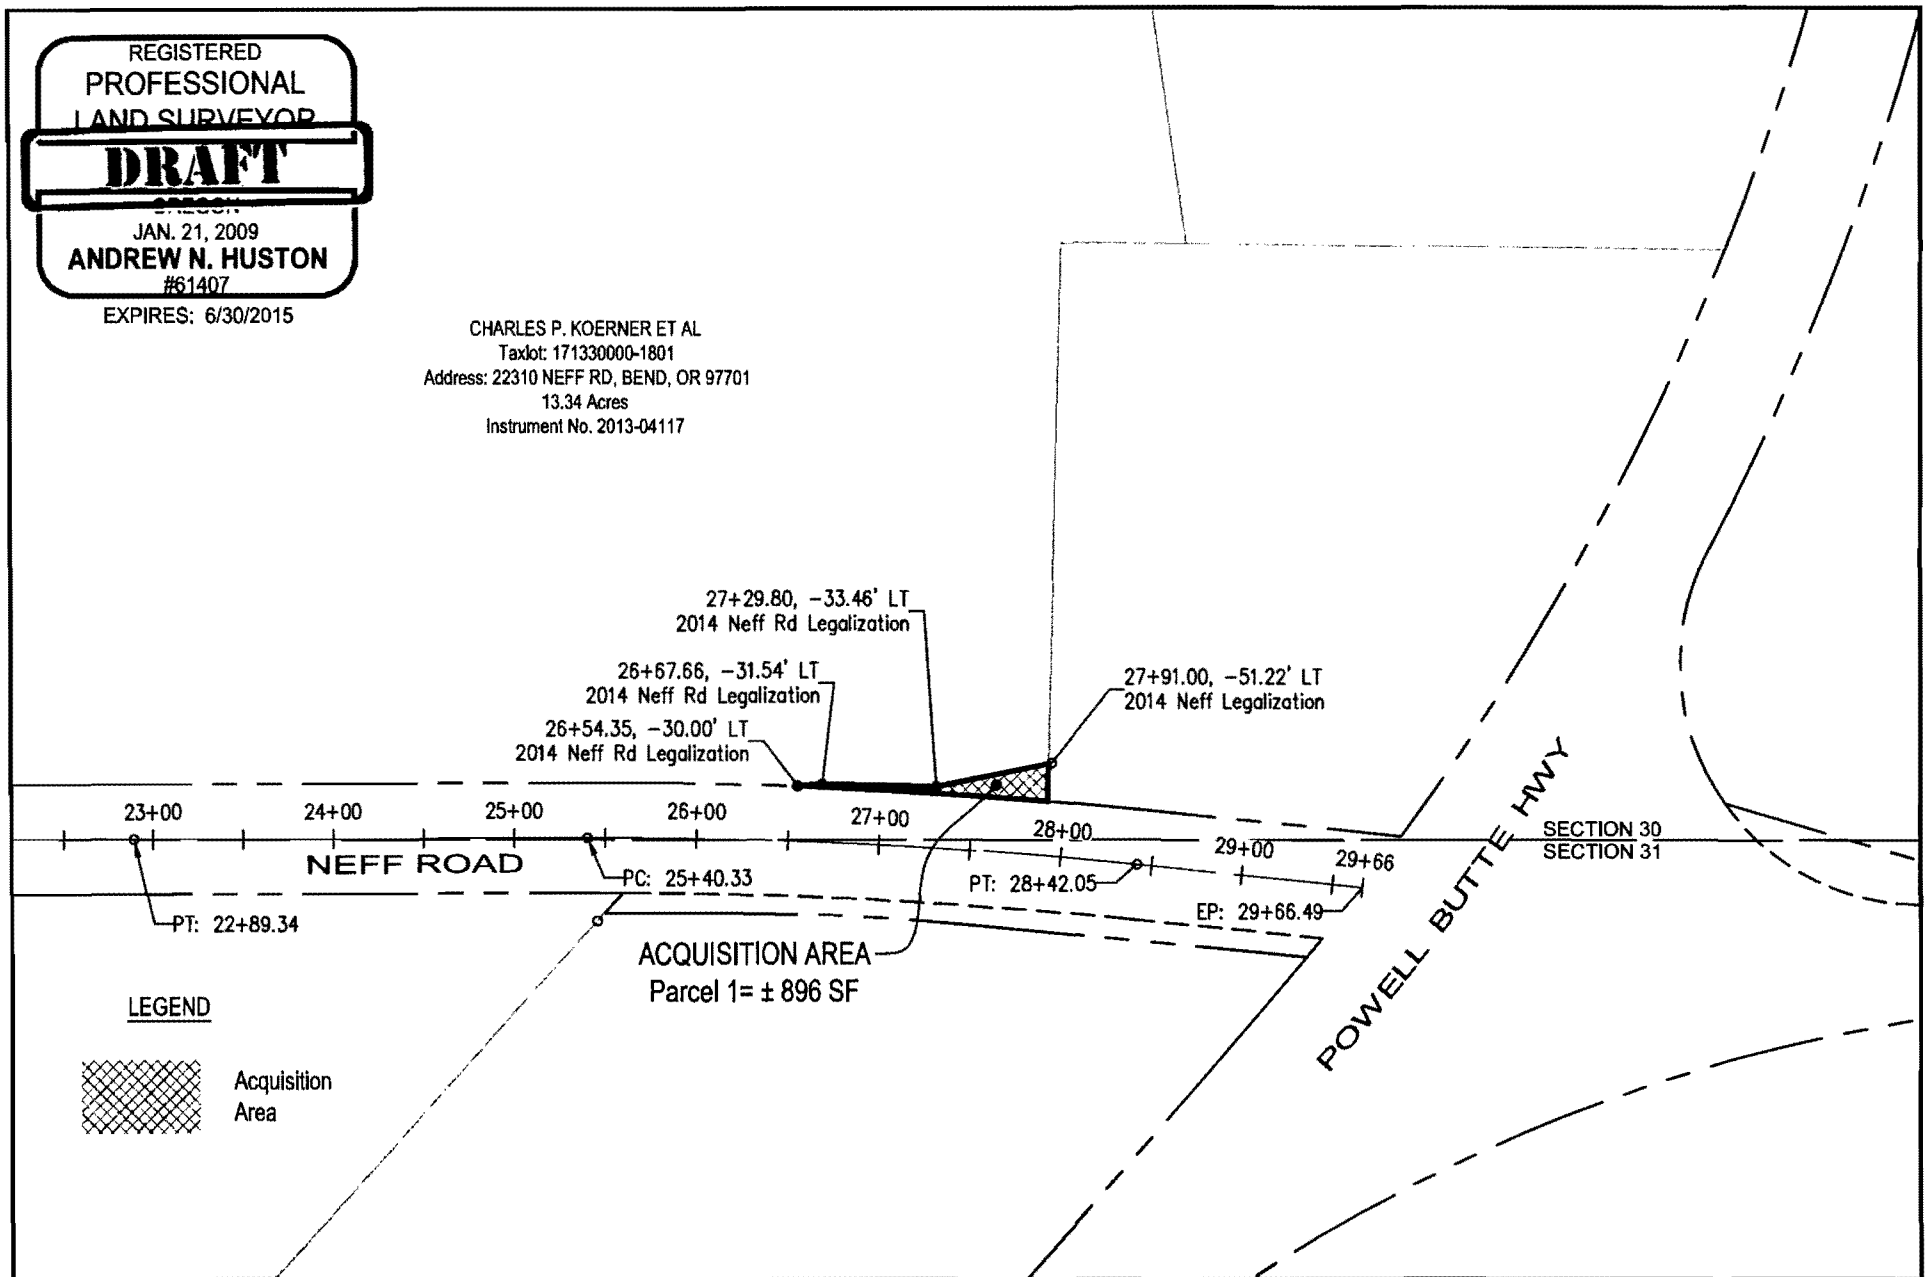 REGISTERED
PROFESSIONAL
LAND SURVEYOR
DRAFT
OREGON
JAN. 21, 2009
ANDREW N. HUSTON
#61407
EXPIRES: 6/30/2015
CHARLES P. KOERNER ET AL
Taxlot: 171330000-1801
Address: 22310 NEFF RD, BEND, OR 97701
13.34 Acres
Instrument No. 2013-04117
27+29.80, -33.46' LT
2014 Neff Rd Legalization
26+67.66, -31.54' LT
2014 Neff Rd Legalization
26+54.35, -30.00' LT
2014 Neff Rd Legalization
27+91.00, -51.22' LT
2014 Neff Legalization
23+00
24+00
25+00
26+00
27+00
28+00
29+00
29+66
SECTION 30
SECTION 31
NEFF ROAD
PC: 25+40.33
PT: 28+42.05
EP: 29+66.49
PT: 22+89.34
POWELL BUTTE HWY
ACQUISITION AREA
Parcel 1= ± 896 SF
LEGEND
Acquisition
Area